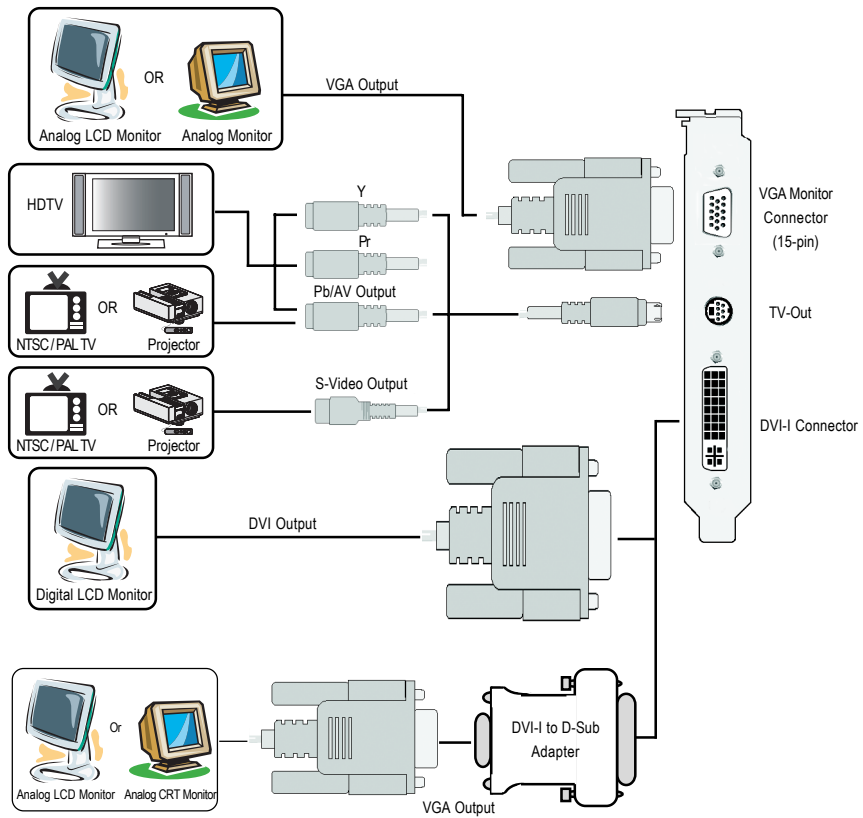 OR
Analog LCD Monitor
Analog Monitor
VGA Output
HDTV
Y
Pr
Pb/AV Output
OR
NTSC/PAL TV
Projector
S-Video Output
OR
NTSC/PAL TV
Projector
VGA Monitor
Connector
(15-pin)
TV-Out
DVI-I Connector
DVI Output
Digital LCD Monitor
Or
Analog LCD Monitor
Analog CRT Monitor
DVI-I to D-Sub
Adapter
VGA Output